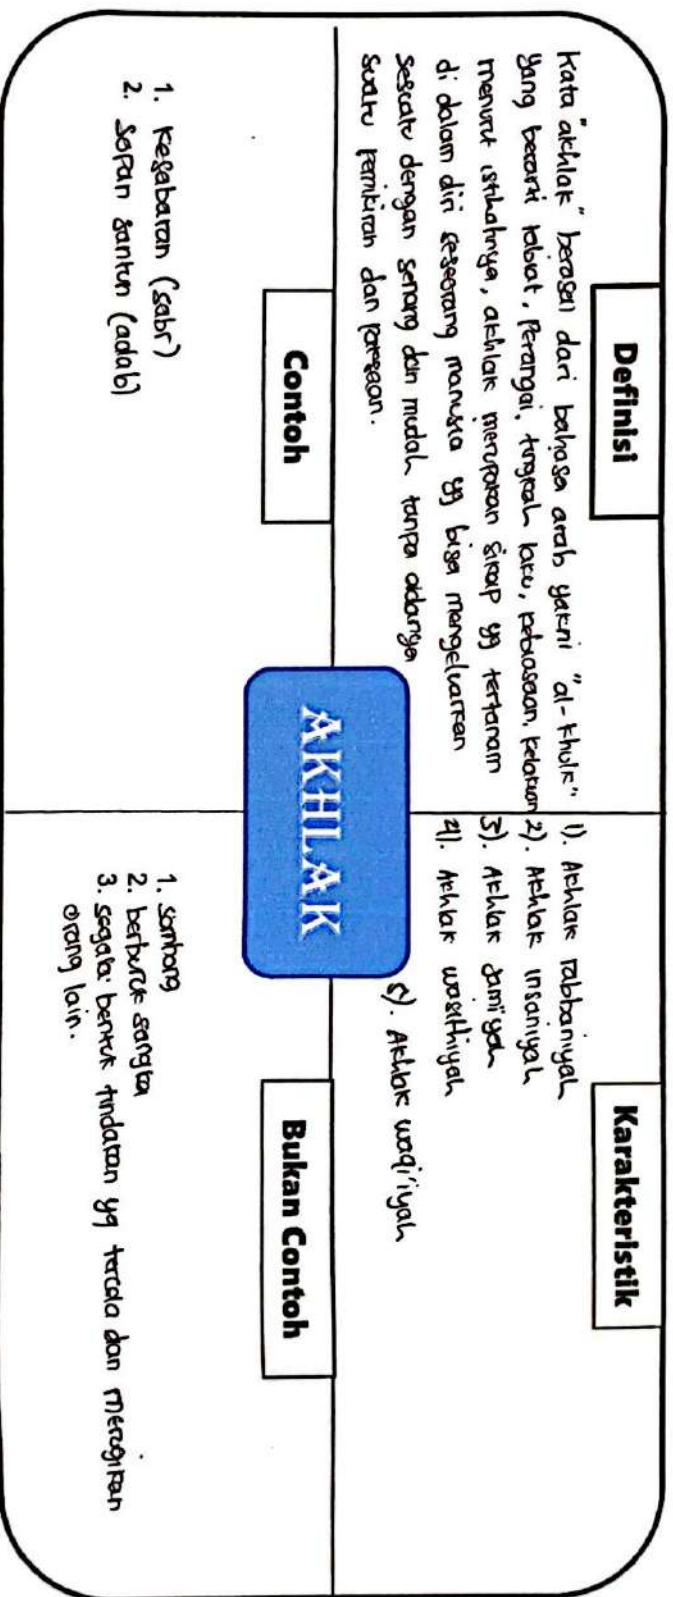 Definisi
Kata "akhlak" berasal dari bahasa arab yakni "al-khulk"
yang berarti tabiat, Perangai, tingkah laku, kebiasaan, kelakuan
menurut istilahnya, akhlak merupakan sikap yg tertanam
di dalam diri seseorang manusia yg bisa mengeluarkan
sesuatu dengan senang dan mudah tanpa adanya
suatu pemikiran dan paksaan.
Karakteristik
1). Akhlak rabbaniyah
2). Akhlak insaniyah
3). Akhlak jami'yah
4). Akhlak wasithiyah
5). Akhlak waqi'iyah
AKHLAK
Contoh
1. Kesabaran (sabr)
2. Sopan santun (adab)
Bukan Contoh
1. sombong
2. berburuk sangka
3. segala bentuk tindakan yg tercela dan merugikan
orang lain.